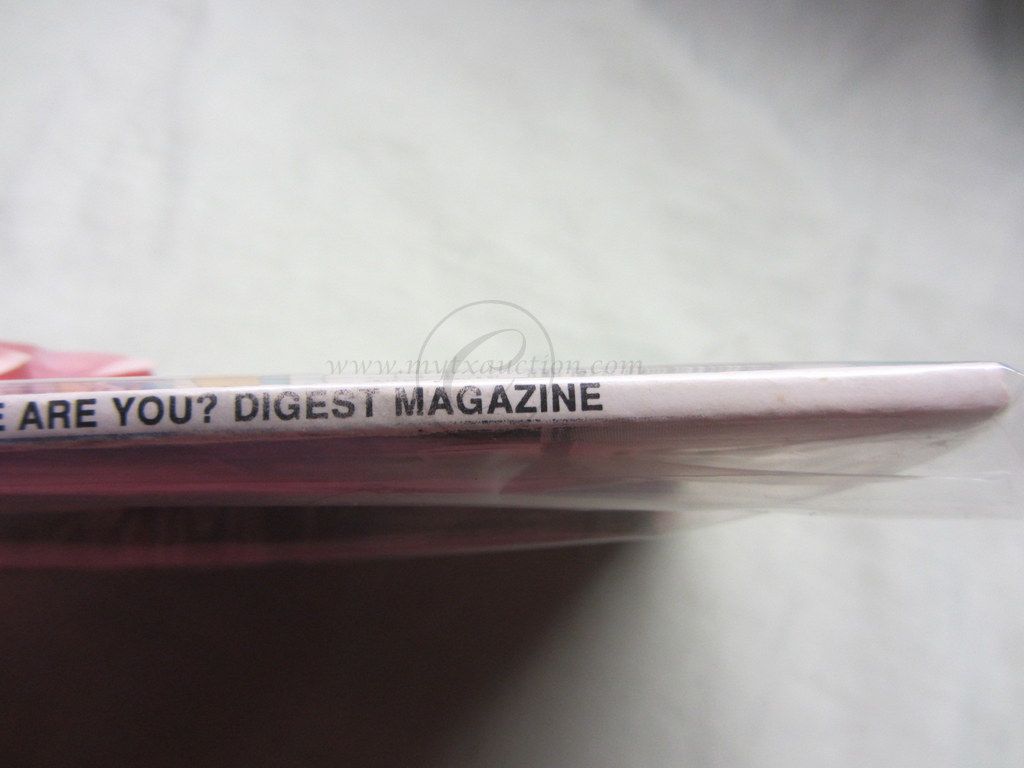 www.mytxauction.com
E ARE YOU? DIGEST MAGAZINE